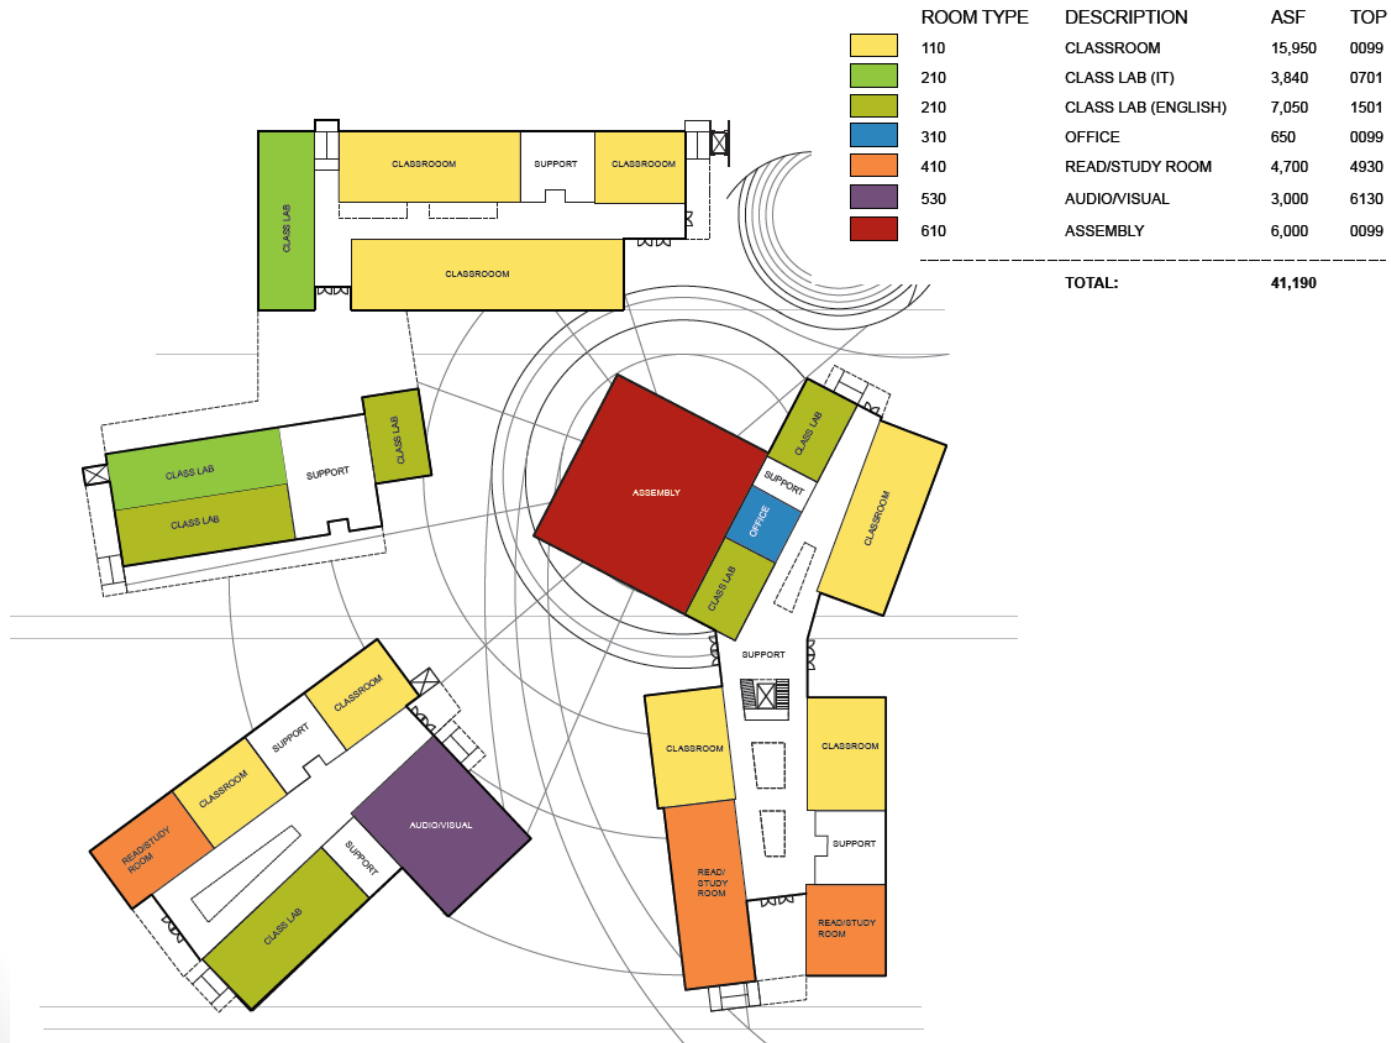 ROOM TYPE DESCRIPTION ASF TOP
110 CLASSROOM 15,950 0099
210 CLASS LAB (IT) 3,840 0701
210 CLASS LAB (ENGLISH) 7,050 1501
310 OFFICE 650 0099
410 READ/STUDY ROOM 4,700 4930
530 AUDIO/VISUAL 3,000 6130
610 ASSEMBLY 6,000 0099
TOTAL: 41,190
CLASSROOOM
SUPPORT
CLASSROOM
CLASS LAB
CLASSROOOM
CLASS LAB
CLASS LAB
SUPPORT
CLASS LAB
ASSEMBLY
CLASS LAB
SUPPORT
OFFICE
CLASS LAB
CLASSROOM
SUPPORT
CLASSROOM
SUPPORT
CLASSROOM
READ/STUDY
ROOM
AUDIO/VISUAL
SUPPORT
CLASS LAB
CLASSROOM
CLASSROOM
SUPPORT
READ/
STUDY
ROOM
READ/STUDY
ROOM